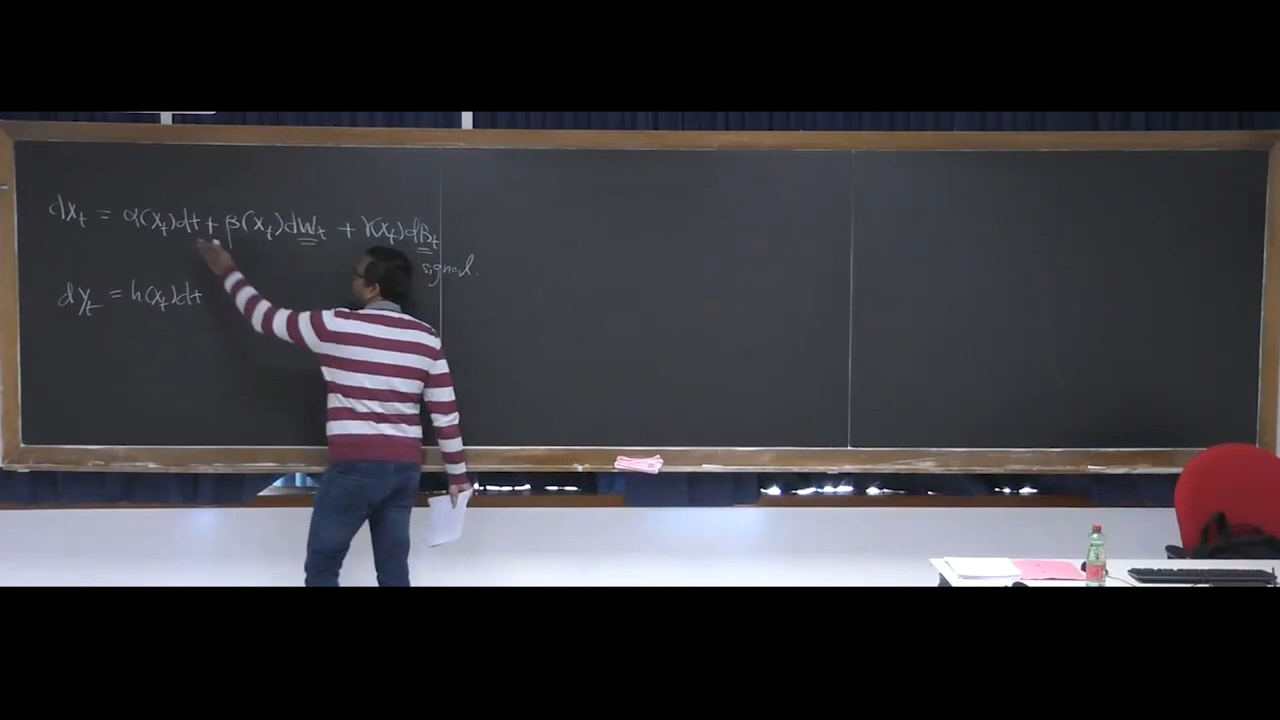 dX_t = α(X_t)dt + β(X_t)dW_t + γ(X_t)dB_t
signal.
dy_t = h(X_t)dt